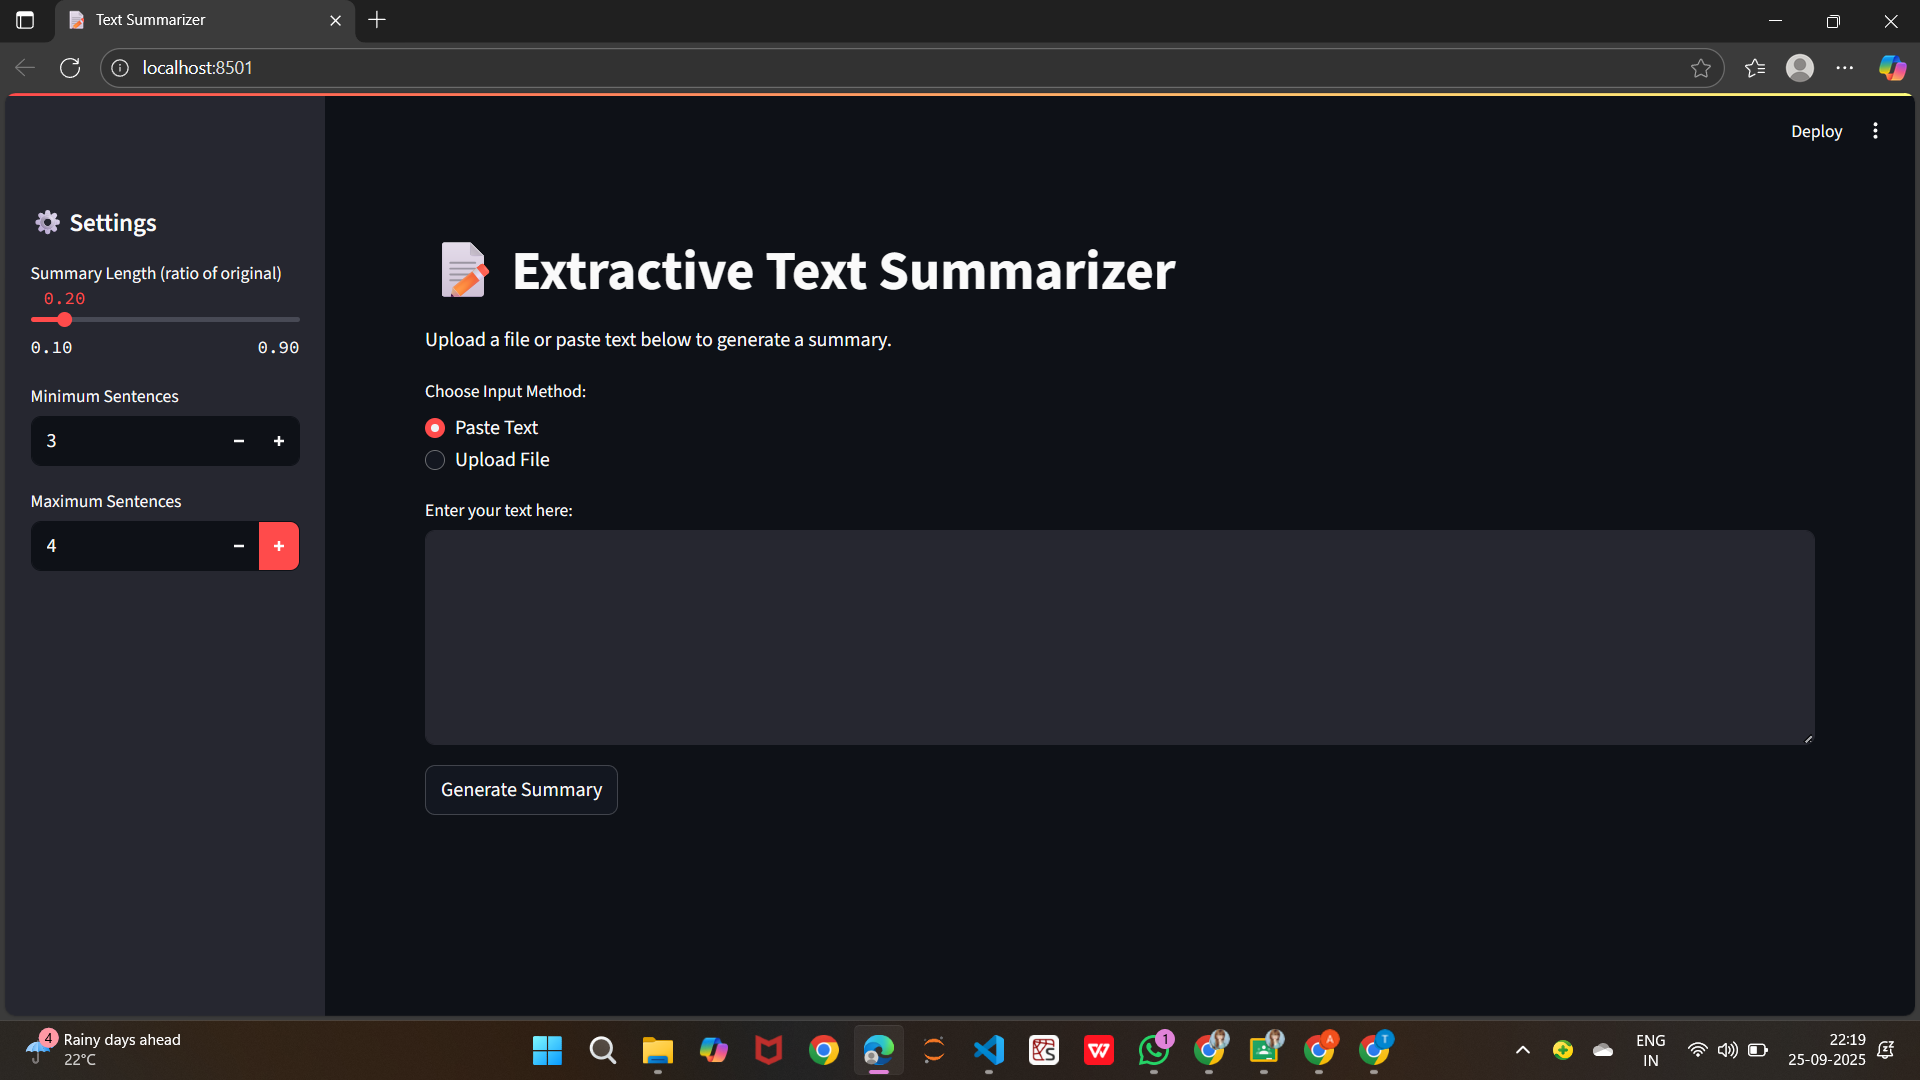 Text Summarizer
localhost:8501
Deploy
Settings
Summary Length (ratio of original)
0.20
0.10 0.90
Minimum Sentences
3
Maximum Sentences
4
Extractive Text Summarizer
Upload a file or paste text below to generate a summary.
Choose Input Method:
Paste Text
Upload File
Enter your text here:
Generate Summary
4
Rainy days ahead
22°C
W
1
A
T
ENG
IN
22:19
25-09-2025